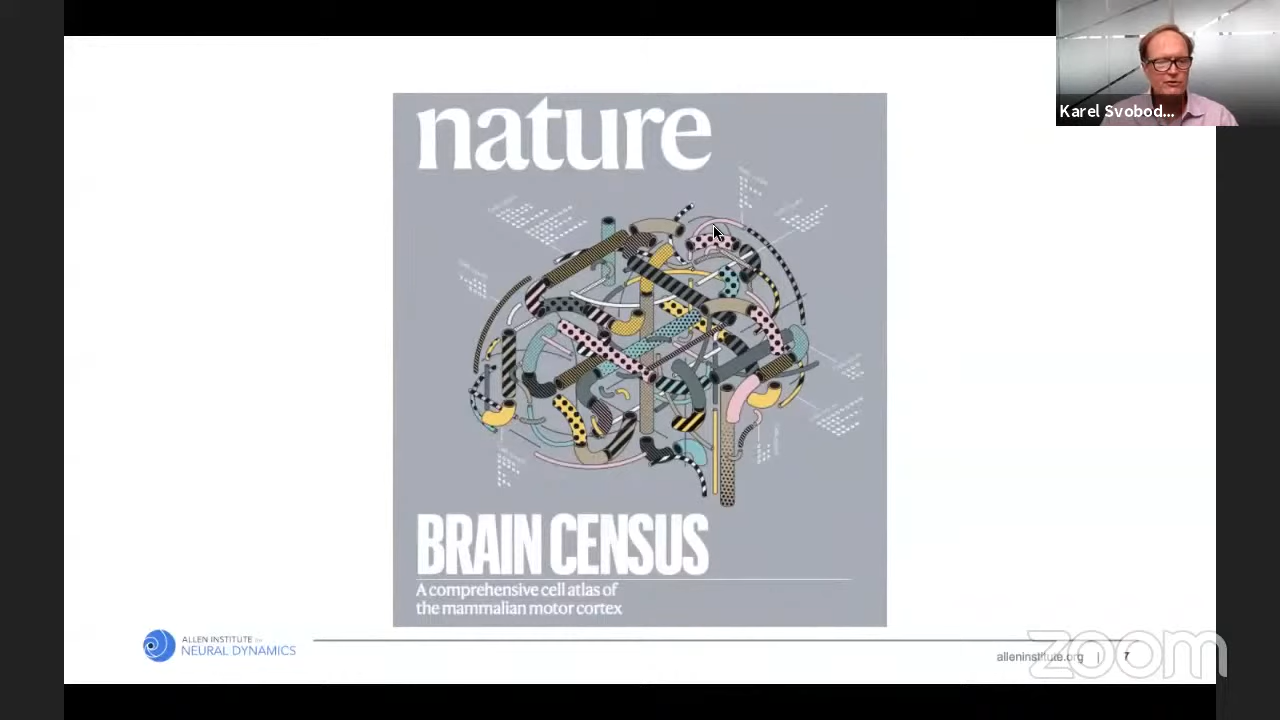 Karel Svobod...
nature
BRAIN CENSUS
A comprehensive cell atlas of
the mammalian motor cortex
ALLEN INSTITUTE for
NEURAL DYNAMICS
alleninstitute.org | 7
zoom